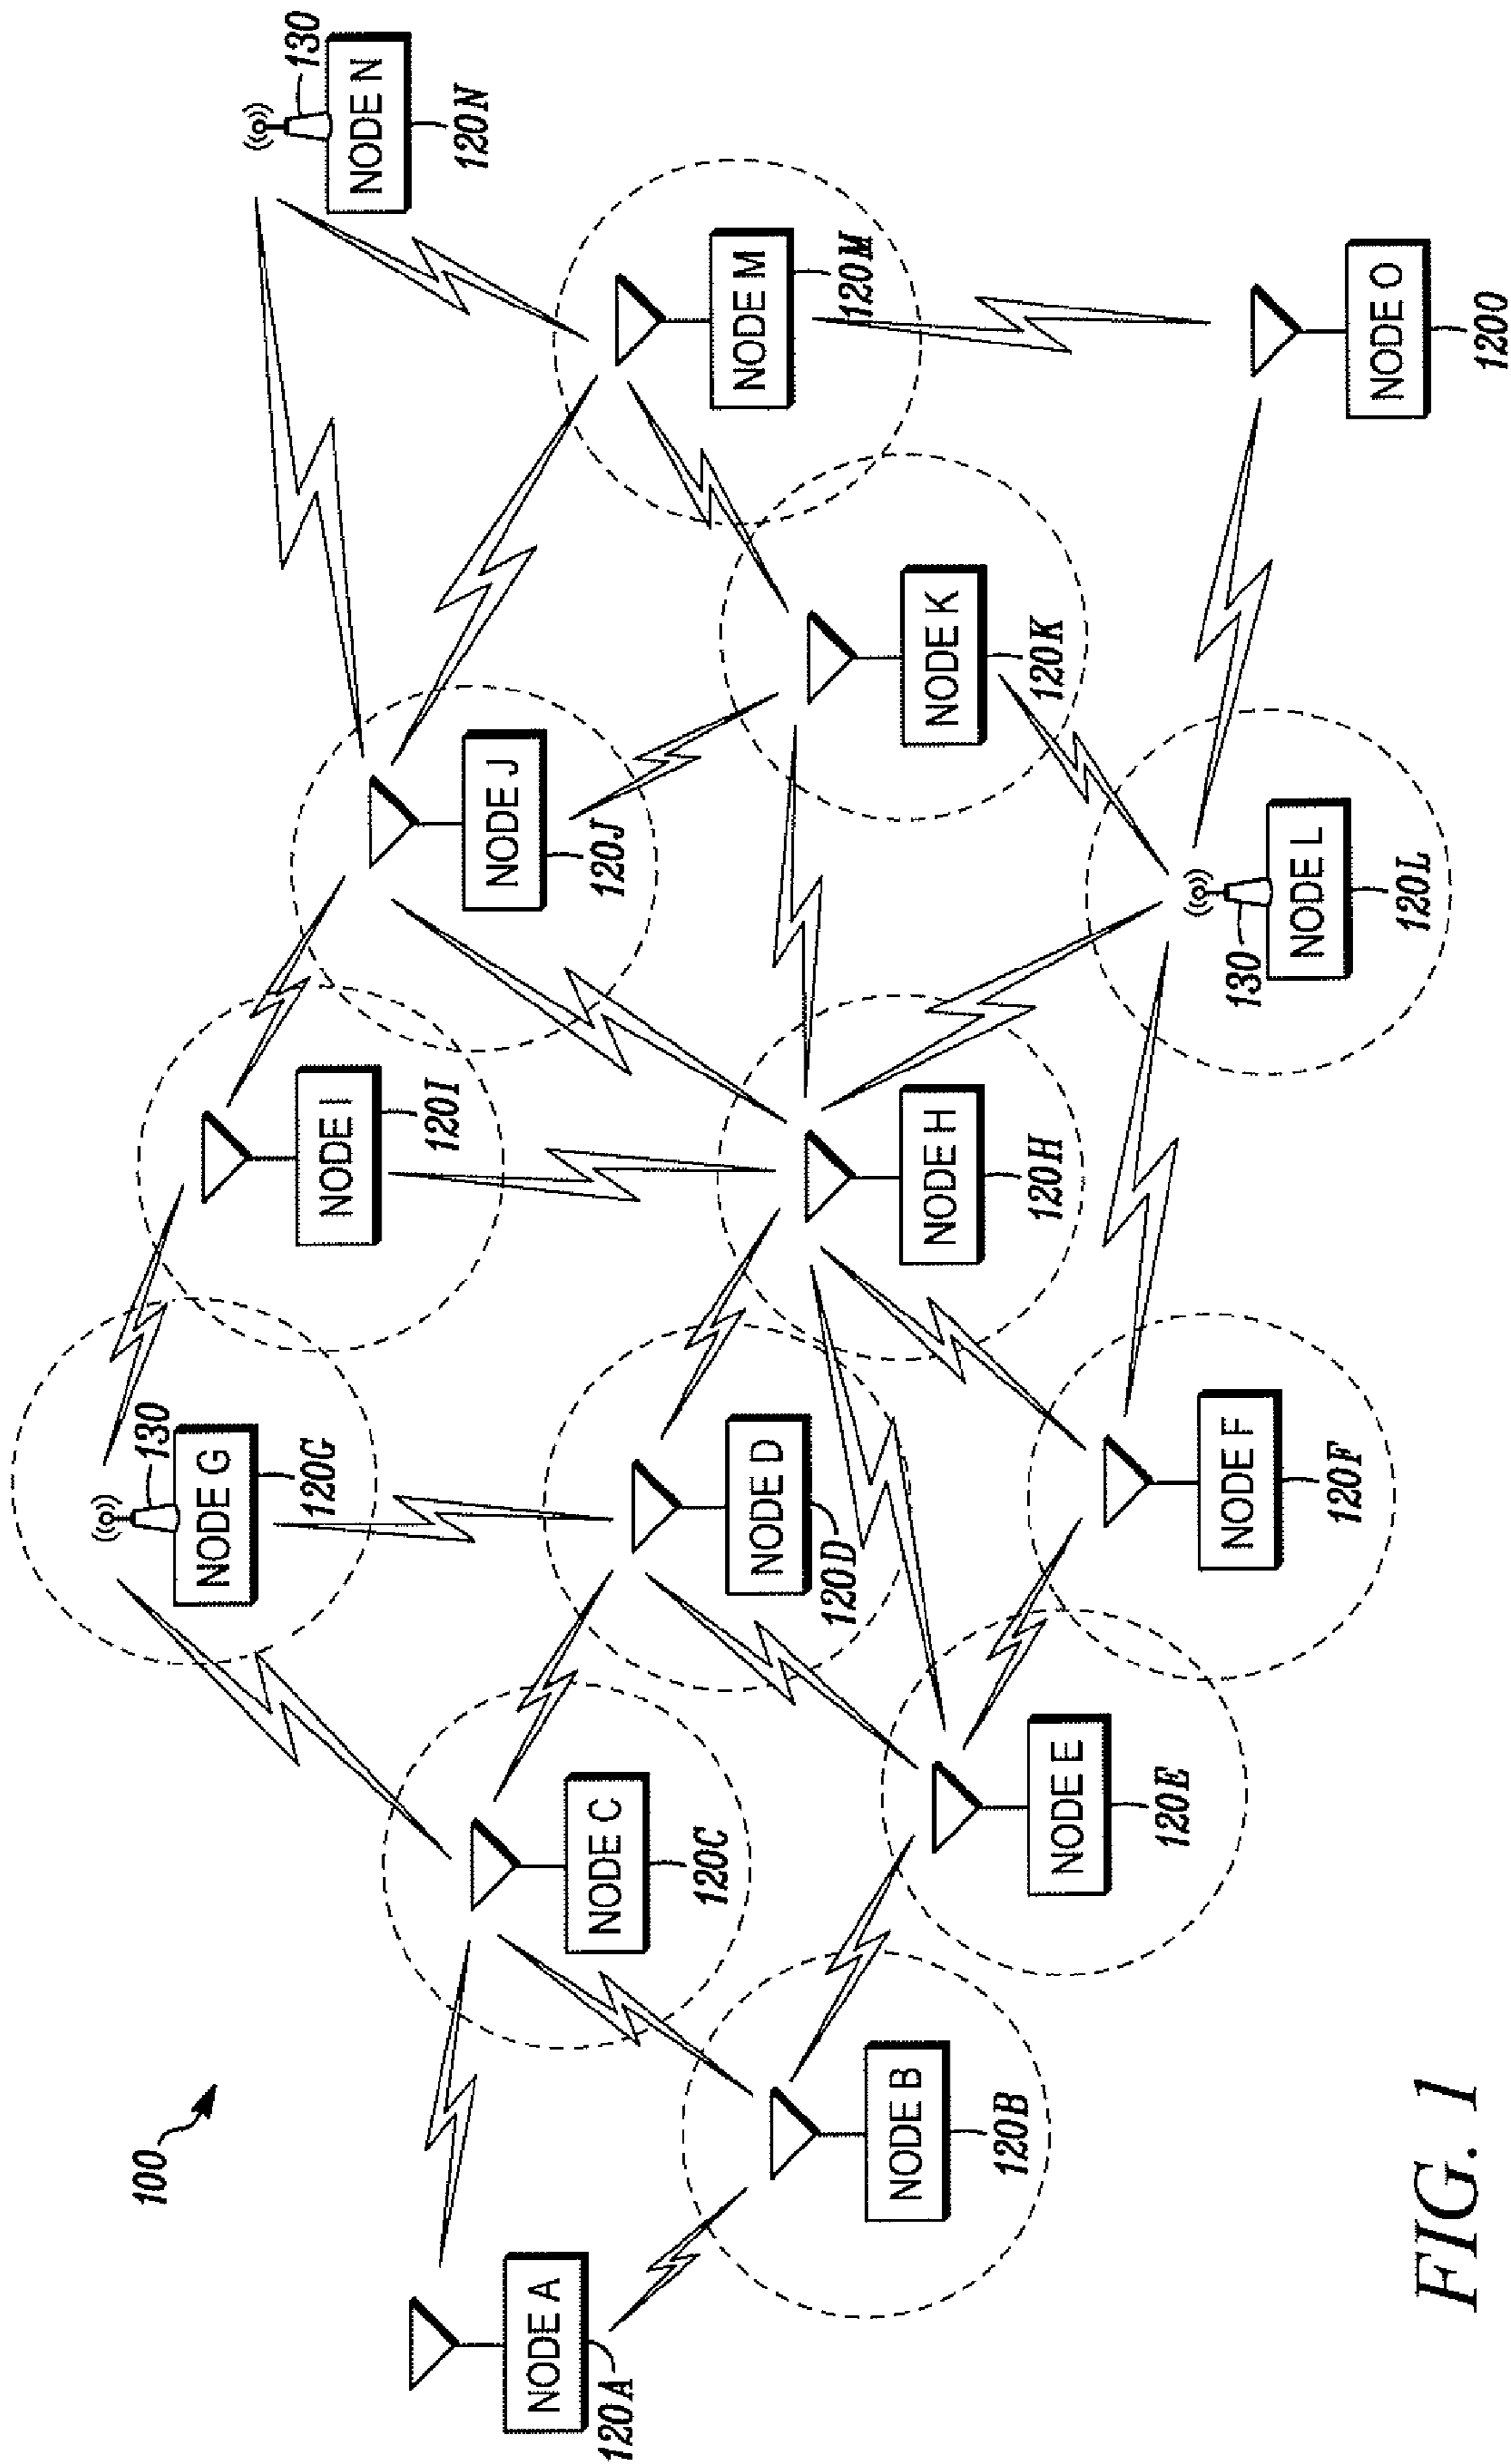 100
NODE A
120A
NODE B
120B
NODE C
120C
NODE D
120D
NODE E
120E
NODE F
120F
130
NODE G
120G
NODE H
120H
NODE I
120I
NODE J
120J
NODE K
120K
130
NODE L
120L
NODE M
120M
130
NODE N
120N
NODE O
120O
FIG. 1